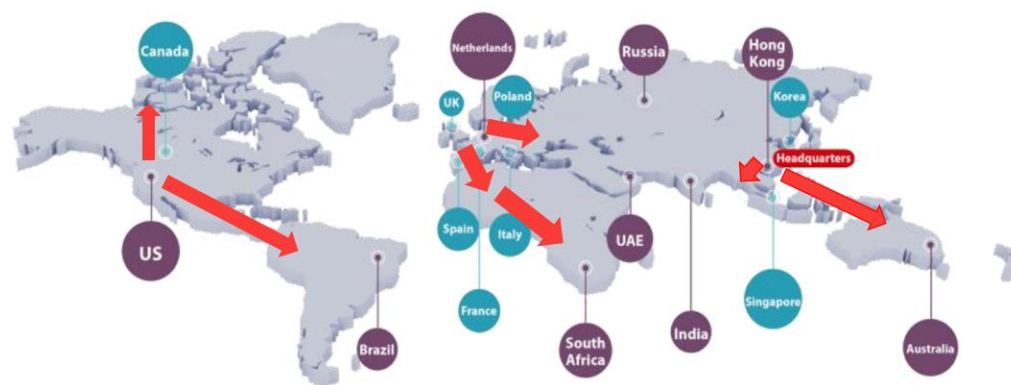 Canada
Netherlands
Russia
Hong
Kong
UK
Poland
Korea
Headquarters
US
Spain
Italy
UAE
France
Singapore
Brazil
South
Africa
India
Australia